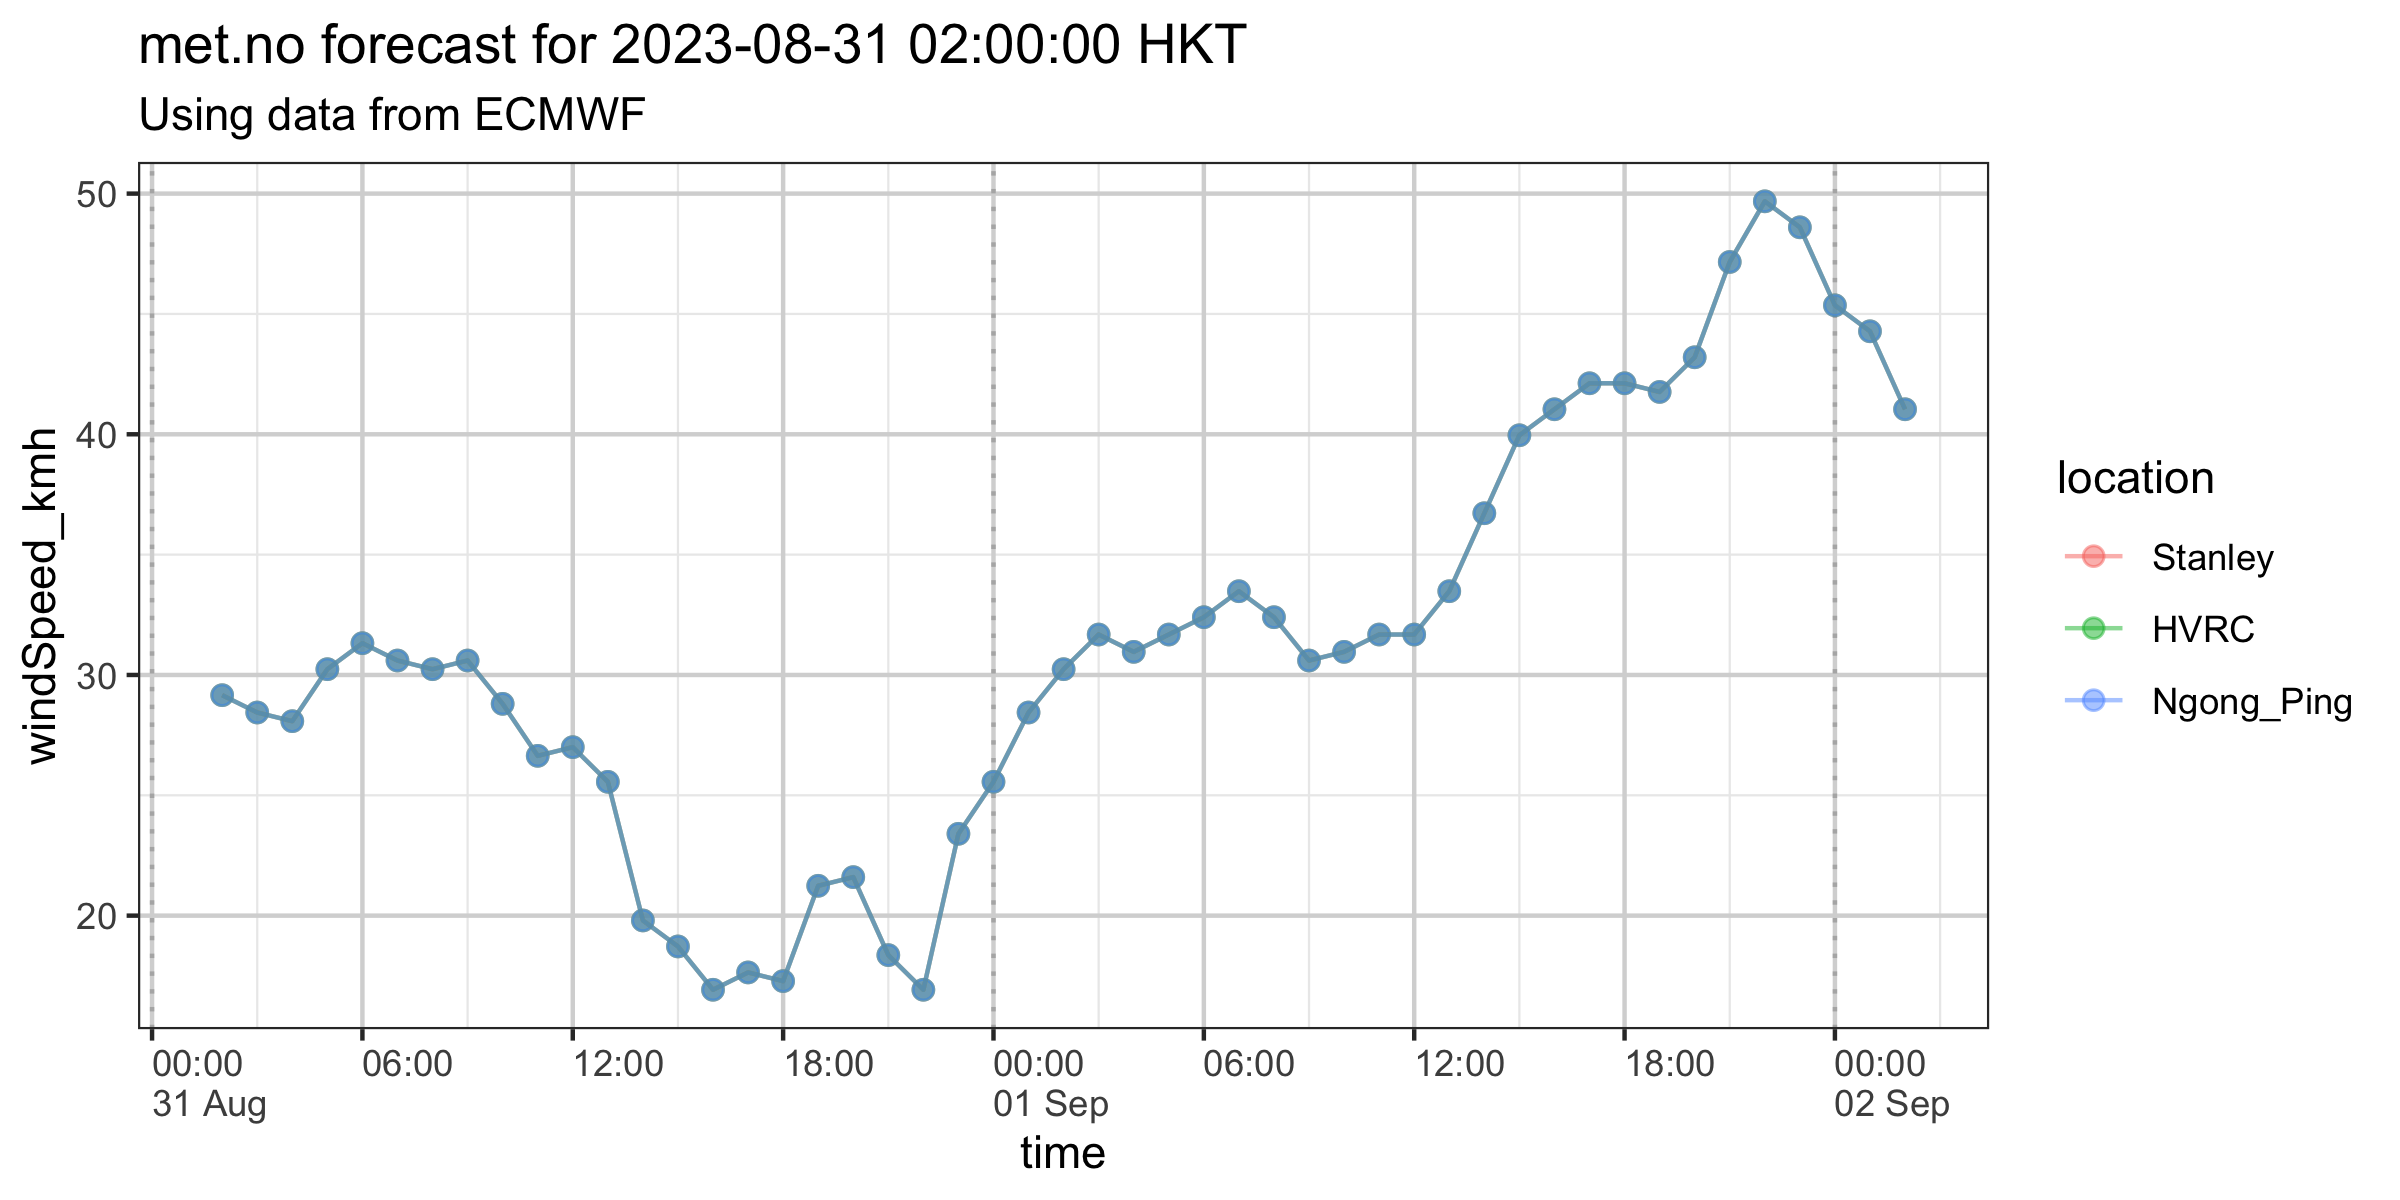 met.no forecast for 2023-08-31 02:00:00 HKT
Using data from ECMWF
windSpeed_kmh
50
40
30
20
00:00 06:00 12:00 18:00 00:00 06:00 12:00 18:00 00:00
31 Aug 01 Sep 02 Sep
time
location
Stanley
HVRC
Ngong_Ping